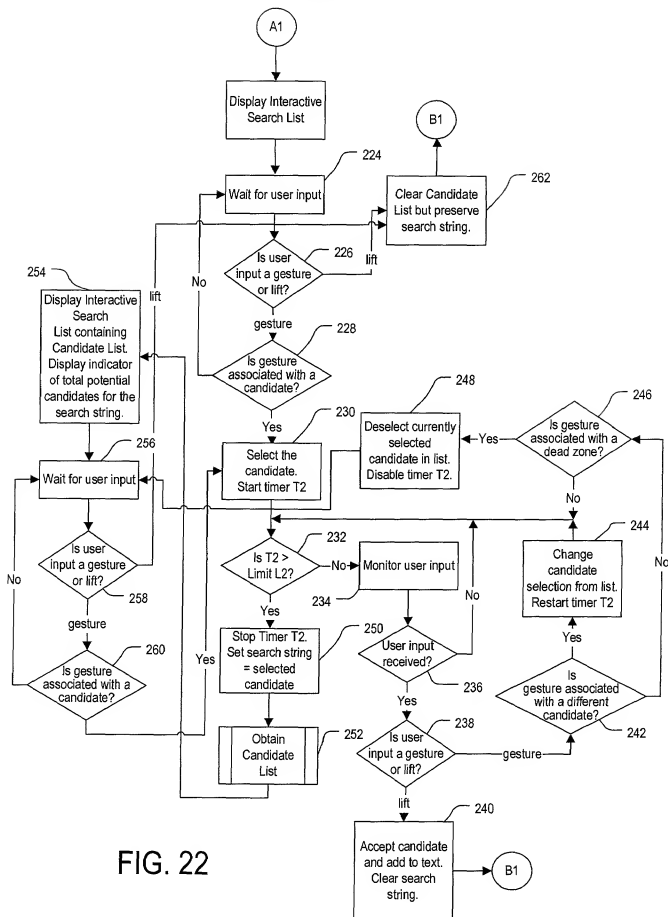 A1
Display Interactive
Search List
B1
224
Wait for user input
262
Clear Candidate
List but preserve
search string.
226
Is user
input a gesture
or lift?
lift
lift
No
gesture
254
Display Interactive
Search
List containing
Candidate List.
Display indicator
of total potential
candidates for the
search string.
228
Is gesture
associated with a
candidate?
Yes
230
Select the
candidate.
Start timer T2
248
Deselect currently
selected
candidate in list.
Disable timer T2.
Yes
246
Is gesture
associated with a
dead zone?
No
256
Wait for user input
232
Is T2 >
Limit L2?
No
Monitor user input
234
244
Change
candidate
selection from list.
Restart timer T2
No
No
Is user
input a gesture
or lift?
258
No
gesture
Yes
Stop Timer T2.
Set search string
= selected
candidate
250
User input
received?
236
Yes
Yes
Is
gesture associated
with a different
candidate?
242
260
Is gesture
associated with a
candidate?
Yes
Obtain
Candidate
List
252
238
Is user
input a gesture
or lift?
gesture
lift
240
Accept candidate
and add to text.
Clear search
string.
B1
FIG. 22